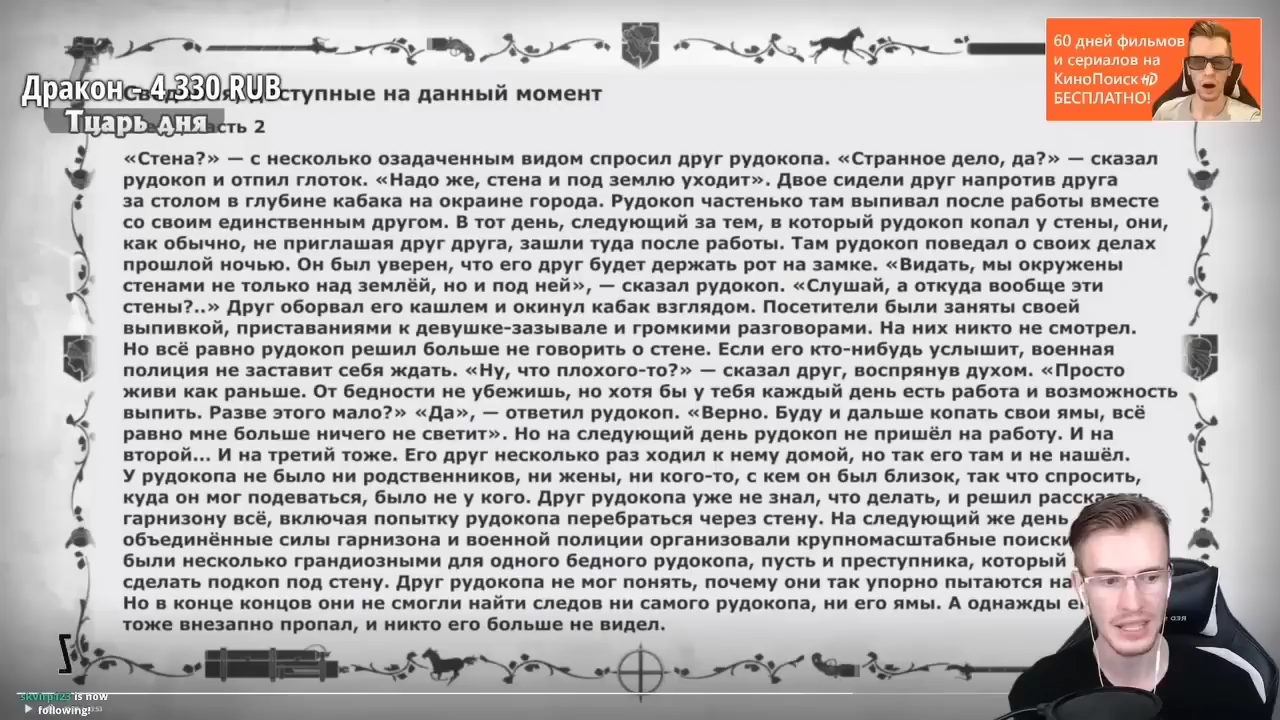 60 дней фильмов
и сериалов на
КиноПоиск HD
БЕСПЛАТНО!
Дракон - 4 330 RUB
Тцарь дня
доступные на данный момент
часть 2
«Стена?» — с несколько озадаченным видом спросил друг рудокопа. «Странное дело, да?» — сказал
рудокоп и отпил глоток. «Надо же, стена и под землю уходит». Двое сидели друг напротив друга
за столом в глубине кабака на окраине города. Рудокоп частенько там выпивал после работы вместе
со своим единственным другом. В тот день, следующий за тем, в который рудокоп копал у стены, они,
как обычно, не приглашая друг друга, зашли туда после работы. Там рудокоп поведал о своих делах
прошлой ночью. Он был уверен, что его друг будет держать рот на замке. «Видать, мы окружены
стенами не только над землёй, но и под ней», — сказал рудокоп. «Слушай, а откуда вообще эти
стены?..» Друг оборвал его кашлем и окинул кабак взглядом. Посетители были заняты своей
выпивкой, приставаниями к девушке-зазывале и громкими разговорами. На них никто не смотрел.
Но всё равно рудокоп решил больше не говорить о стене. Если его кто-нибудь услышит, военная
полиция не заставит себя ждать. «Ну, что плохого-то?» — сказал друг, воспрянув духом. «Просто
живи как раньше. От бедности не убежишь, но хотя бы у тебя каждый день есть работа и возможность
выпить. Разве этого мало?» «Да», — ответил рудокоп. «Верно. Буду и дальше копать свои ямы, всё
равно мне больше ничего не светит». Но на следующий день рудокоп не пришёл на работу. И на
второй... И на третий тоже. Его друг несколько раз ходил к нему домой, но так его там и не нашёл.
У рудокопа не было ни родственников, ни жены, ни кого-то, с кем он был близок, так что спросить,
куда он мог подеваться, было не у кого. Друг рудокопа уже не знал, что делать, и решил рассказать
гарнизону всё, включая попытку рудокопа перебраться через стену. На следующий же день
объединённые силы гарнизона и военной полиции организовали крупномасштабные поиски
были несколько грандиозными для одного бедного рудокопа, пусть и преступника, который
сделать подкоп под стену. Друг рудокопа не мог понять, почему они так упорно пытаются
Но в конце концов они не смогли найти следов ни самого рудокопа, ни его ямы. А однажды
тоже внезапно пропал, и никто его больше не видел.
is now
following!